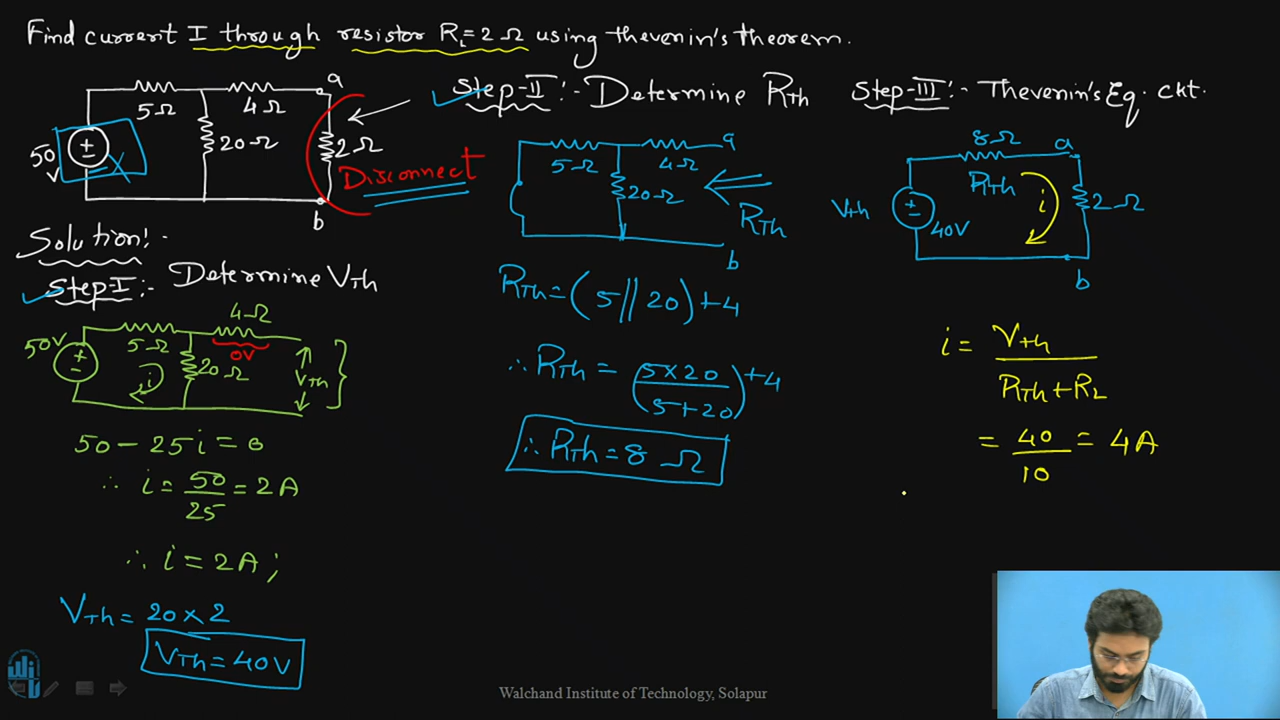 Find current I through resistor RL=2 Ω using thevenin's theorem.
5Ω
4Ω
a
20Ω
2Ω
50
V
+
-
X
Disconnect
b
Solution:-
Step-I:- Determine VTh
50V
+
-
5Ω
4Ω
0V
20Ω
i
VTh
50 - 25i = 0
∴ i = 50/25 = 2A
∴ i = 2A;
VTh = 20 × 2
VTh = 40V
Step-II:- Determine RTh
5Ω
4Ω
a
20Ω
RTh
b
RTh = (5 || 20) + 4
∴ RTh = (5×20/5+20) + 4
∴ RTh = 8 Ω
Step-III:- Thevenin's Eq. ckt.
8Ω
a
RTh
i
2Ω
Vth
+
-
40V
b
i = Vth/RTh+RL
= 40/10 = 4A
Walchand Institute of Technology, Solapur